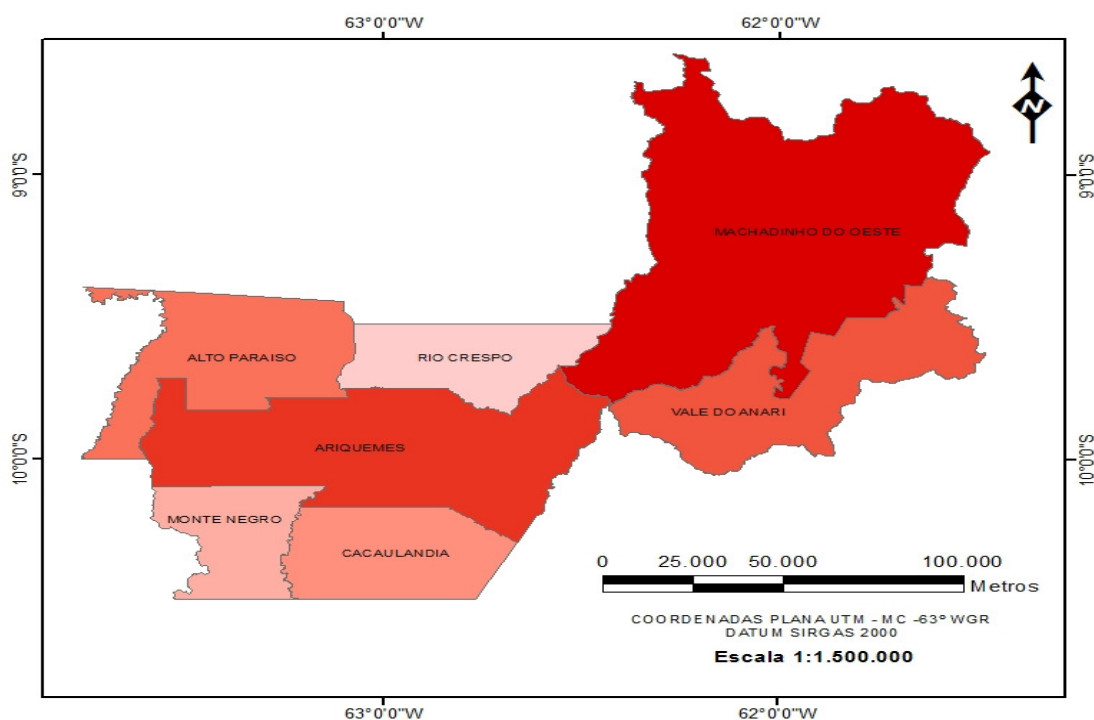 63°0'0"W 62°0'0"W
N
9°0'0"S 9°0'0"S
MACHADINHO DO OESTE
ALTO PARAISO RIO CRESPO
VALE DO ANARI
ARIQUEMES
10°0'0"S 10°0'0"S
MONTE NEGRO
CACAULANDIA
0 25.000 50.000 100.000
Metros
COORDENADAS PLANA UTM - MC -63º WGR
DATUM SIRGAS 2000
Escala 1:1.500.000
63°0'0"W 62°0'0"W